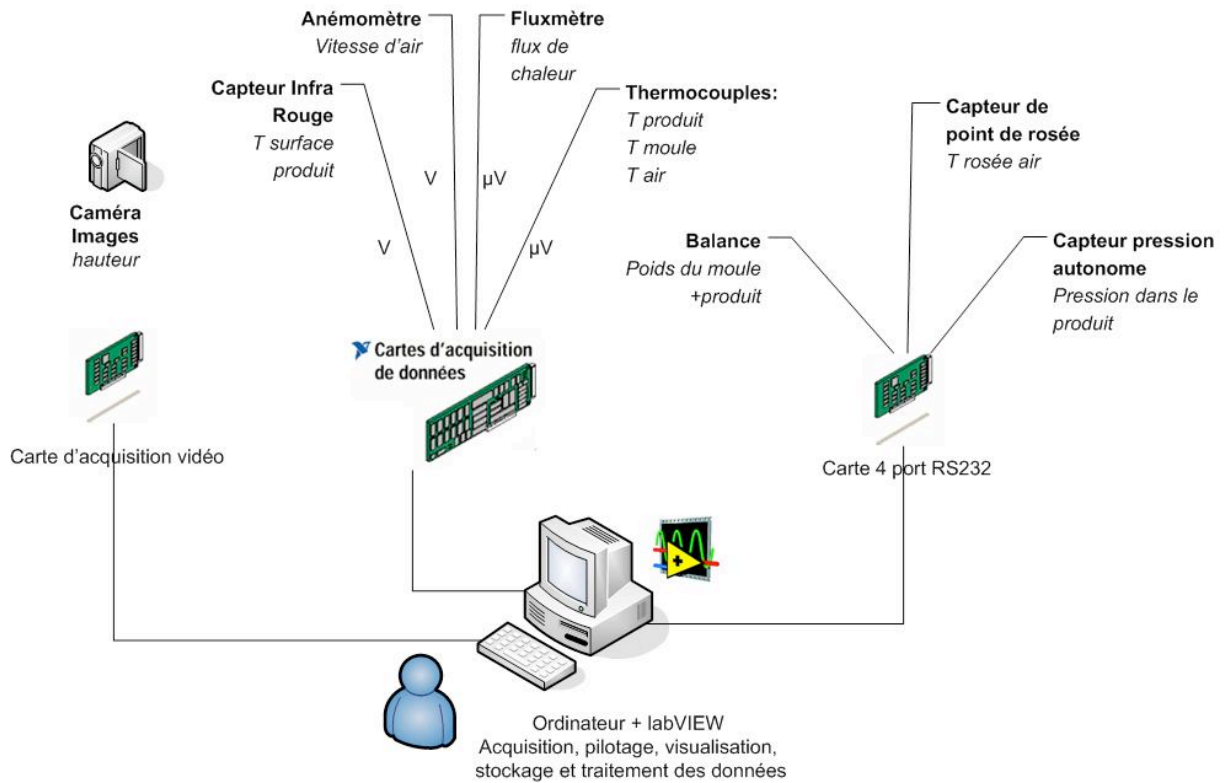 Anémomètre
Vitesse d'air
Fluxmètre
flux de
chaleur
Capteur Infra
Rouge
T surface
produit
Thermocouples:
T produit
T moule
T air
Capteur de
point de rosée
T rosée air
Caméra
Images
hauteur
V
µV
V
µV
Balance
Poids du moule
+produit
Capteur pression
autonome
Pression dans le
produit
Cartes d'acquisition
de données
Carte d'acquisition vidéo
Carte 4 port RS232
Ordinateur + labVIEW
Acquisition, pilotage, visualisation,
stockage et traitement des données